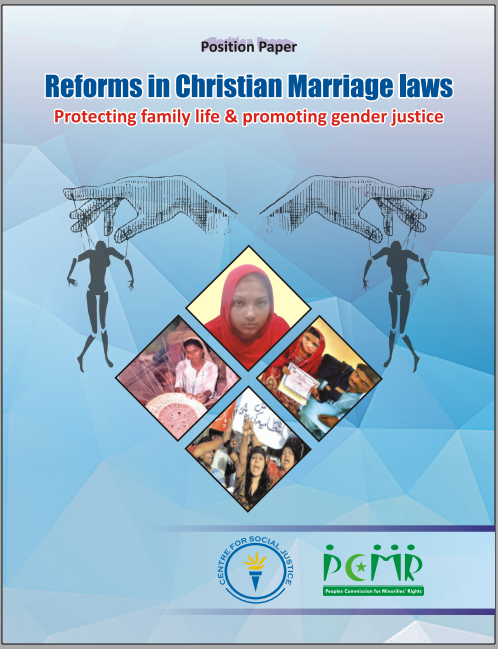 Position Paper
Reforms in Christian Marriage laws
Protecting family life & promoting gender justice
CENTRE FOR SOCIAL JUSTICE
PCMR
Peoples Commission for Minorities' Rights